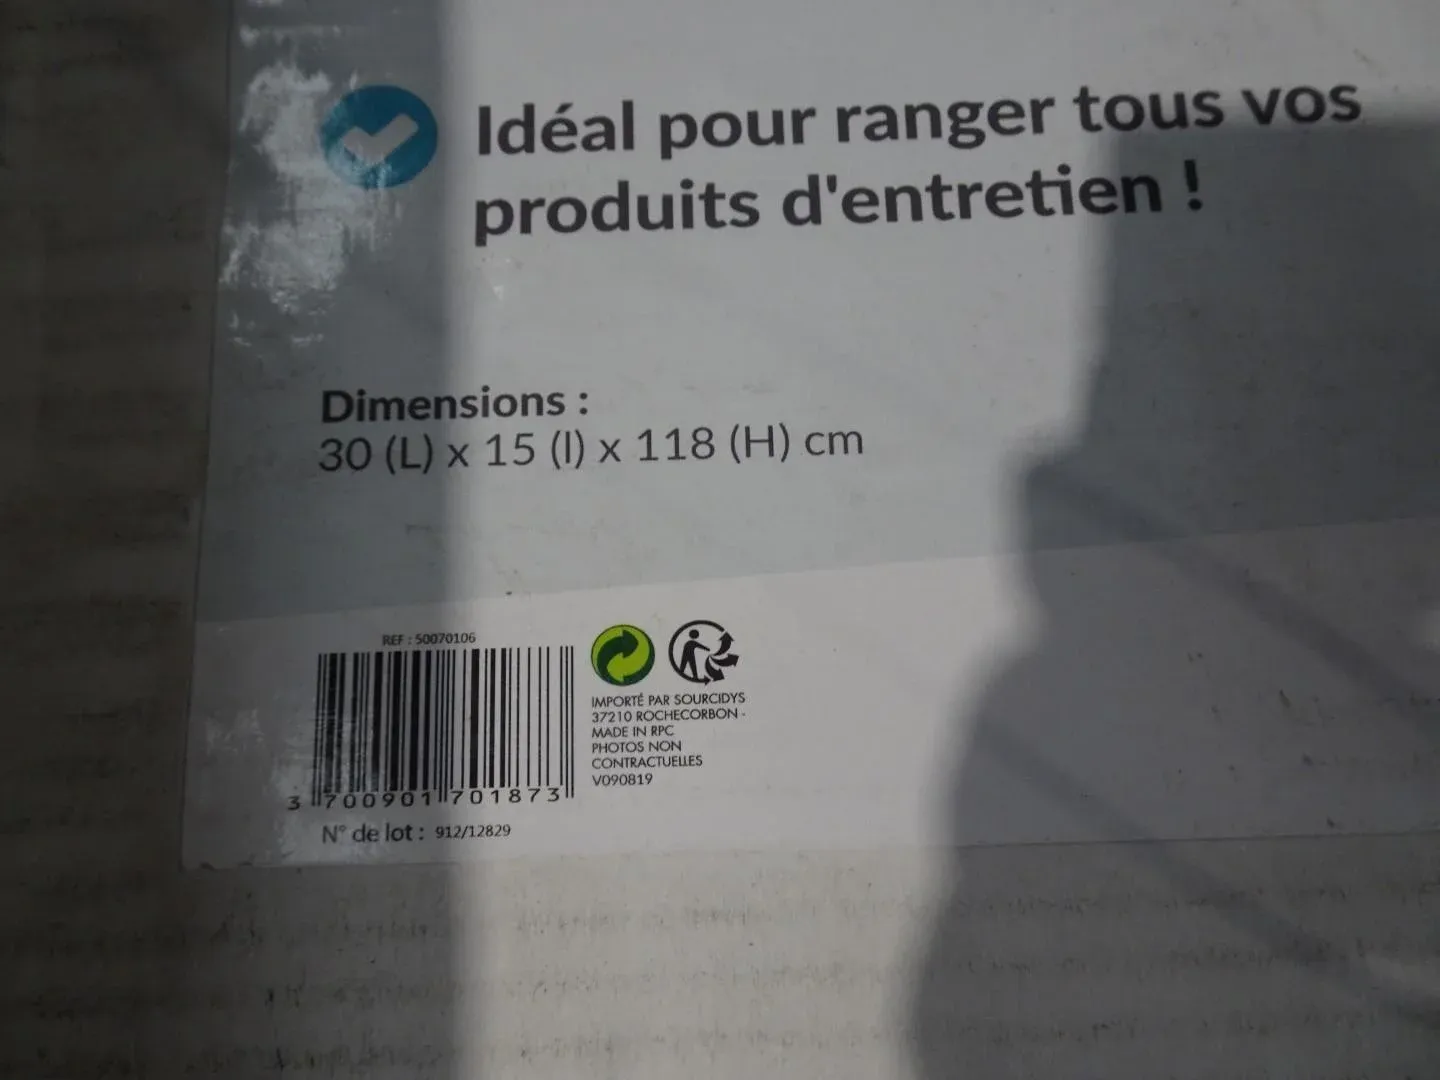 Idéal pour ranger tous vos
produits d'entretien !
Dimensions :
30 (L) x 15 (l) x 118 (H) cm
REF : 50070106
3 700901 701873
N° de lot : 912/12829
IMPORTÉ PAR SOURCIDYS
37210 ROCHECORBON -
MADE IN RPC
PHOTOS NON
CONTRACTUELLES
V090819